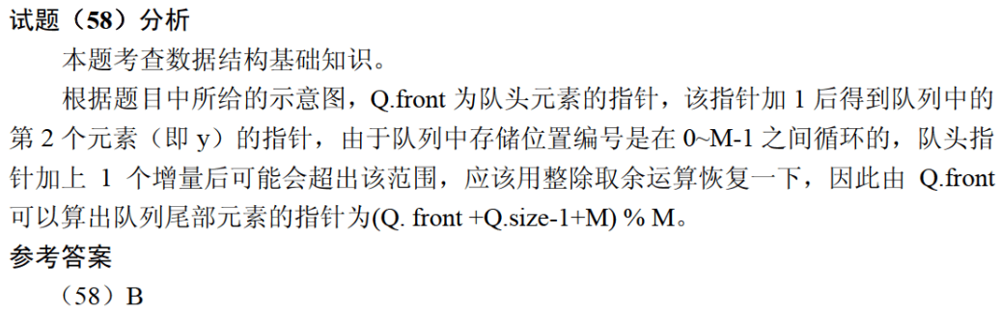 试题（58）分析
本题考查数据结构基础知识。
根据题目中所给的示意图，Q.front 为队头元素的指针，该指针加 1 后得到队列中的
第 2 个元素（即 y）的指针，由于队列中存储位置编号是在 0~M-1 之间循环的，队头指
针加上 1 个增量后可能会超出该范围，应该用整除取余运算恢复一下，因此由 Q.front
可以算出队列尾部元素的指针为(Q. front +Q.size-1+M) % M。
参考答案
（58）B